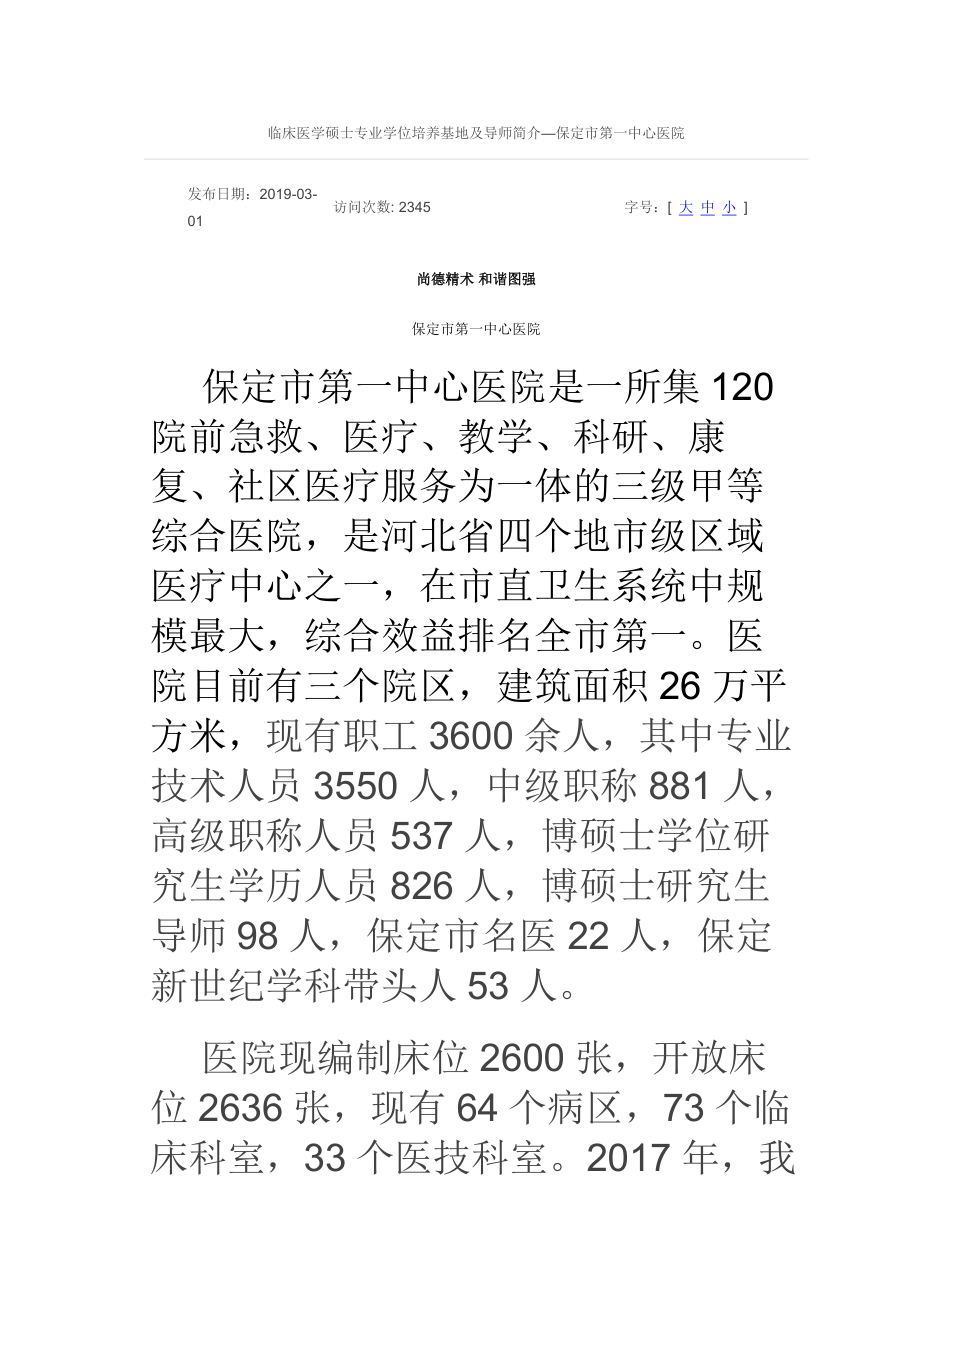 临床医学硕士专业学位培养基地及导师简介—保定市第一中心医院
发布日期：2019-03-
01
访问次数: 2345
字号：[ 大 中 小 ]
尚德精术 和谐图强
保定市第一中心医院
保定市第一中心医院是一所集 120
院前急救、医疗、教学、科研、康
复、社区医疗服务为一体的三级甲等
综合医院，是河北省四个地市级区域
医疗中心之一，在市直卫生系统中规
模最大，综合效益排名全市第一。医
院目前有三个院区，建筑面积 26 万平
方米，现有职工 3600 余人，其中专业
技术人员 3550 人，中级职称 881 人，
高级职称人员 537 人，博硕士学位研
究生学历人员 826 人，博硕士研究生
导师 98 人，保定市名医 22 人，保定
新世纪学科带头人 53 人。
医院现编制床位 2600 张，开放床
位 2636 张，现有 64 个病区，73 个临
床科室，33 个医技科室。2017 年，我